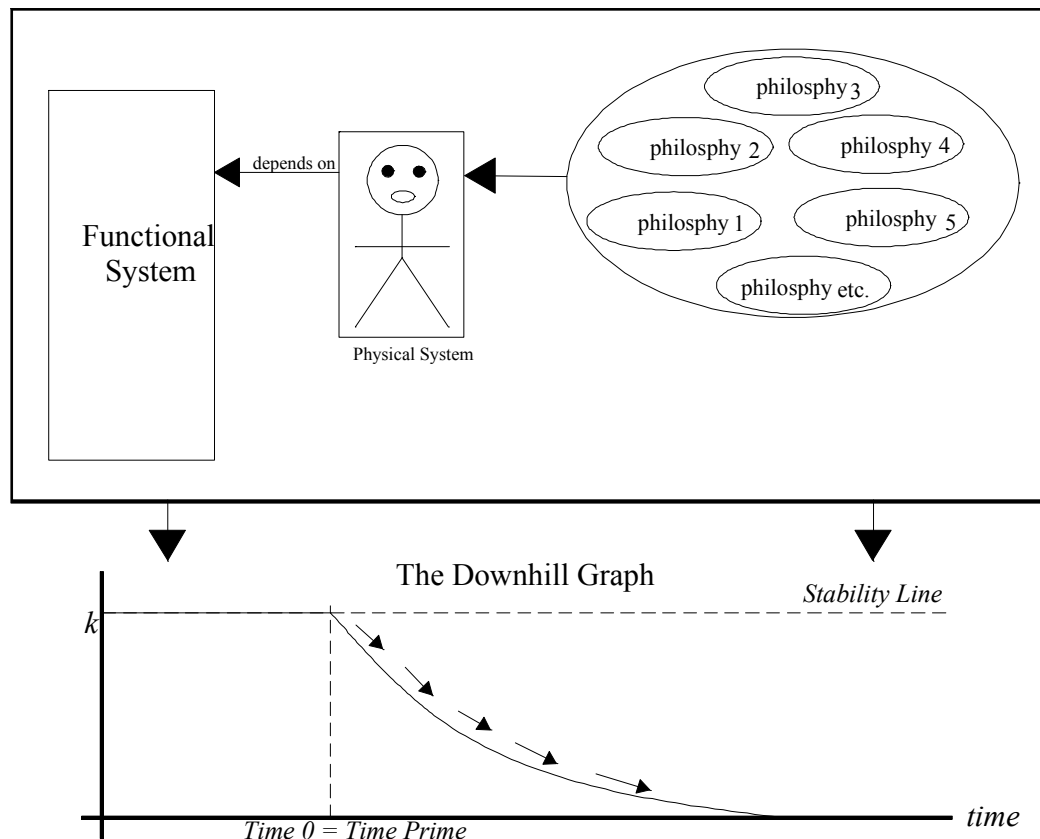 philosphy 3
philosphy 2
philosphy 4
depends on
philosphy 1
philosphy 5
Functional
System
philosphy etc.
Physical System
The Downhill Graph
Stability Line
k
time
Time 0 = Time Prime